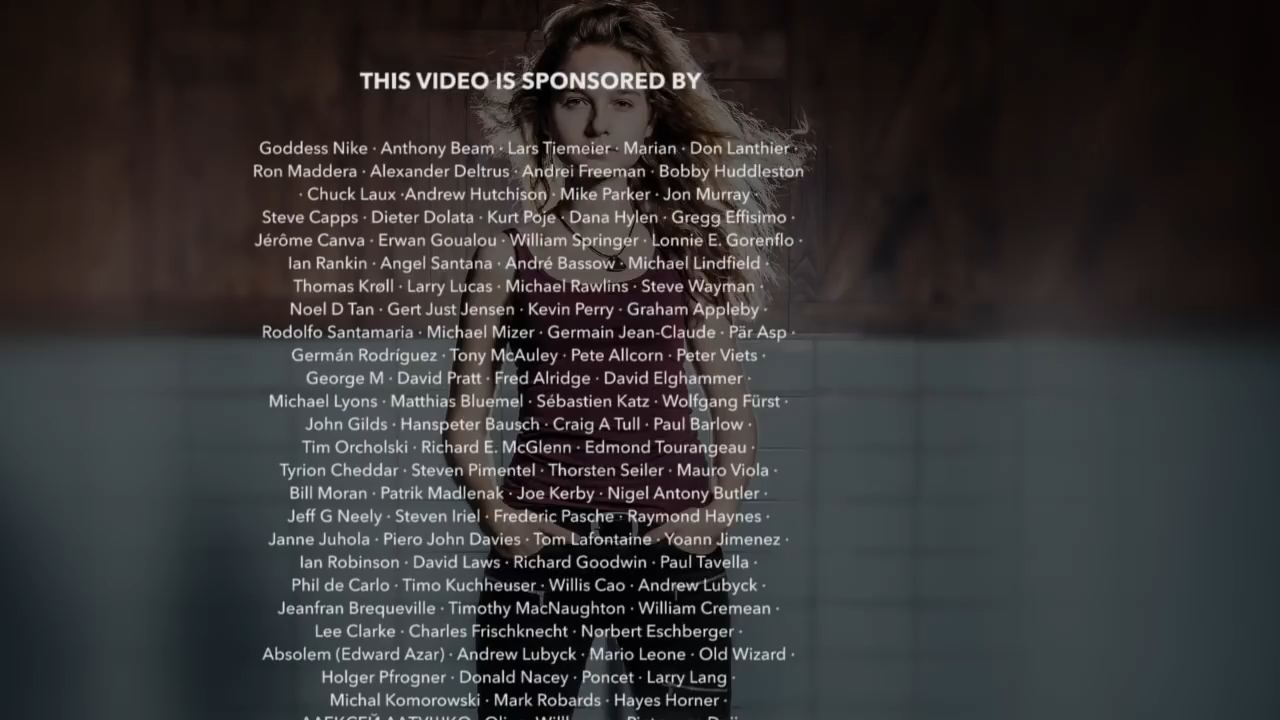 THIS VIDEO IS SPONSORED BY
Goddess Nike · Anthony Beam · Lars Tiemeier · Marian · Don Lanthier ·
Ron Maddera · Alexander Deltrus · Andrei Freeman · Bobby Huddleston
· Chuck Laux ·Andrew Hutchison · Mike Parker · Jon Murray ·
Steve Capps · Dieter Dolata · Kurt Poje · Dana Hylen · Gregg Effisimo ·
Jérôme Canva · Erwan Goualou · William Springer · Lonnie E. Gorenflo ·
Ian Rankin · Angel Santana · André Bassow · Michael Lindfield ·
Thomas Krøll · Larry Lucas · Michael Rawlins · Steve Wayman ·
Noel D Tan · Gert Just Jensen · Kevin Perry · Graham Appleby ·
Rodolfo Santamaria · Michael Mizer · Germain Jean-Claude · Pär Asp ·
Germán Rodríguez · Tony McAuley · Pete Allcorn · Peter Viets ·
George M · David Pratt · Fred Alridge · David Elghammer ·
Michael Lyons · Matthias Bluemel · Sébastien Katz · Wolfgang Fürst ·
John Gilds · Hanspeter Bausch · Craig A Tull · Paul Barlow ·
Tim Orcholski · Richard E. McGlenn · Edmond Tourangeau ·
Tyrion Cheddar · Steven Pimentel · Thorsten Seiler · Mauro Viola ·
Bill Moran · Patrik Madlenak · Joe Kerby · Nigel Antony Butler ·
Jeff G Neely · Steven Iriel · Frederic Pasche · Raymond Haynes ·
Janne Juhola · Piero John Davies · Tom Lafontaine · Yoann Jimenez ·
Ian Robinson · David Laws · Richard Goodwin · Paul Tavella ·
Phil de Carlo · Timo Kuchheuser · Willis Cao · Andrew Lubyck ·
Jeanfran Brequeville · Timothy MacNaughton · William Cremean ·
Lee Clarke · Charles Frischknecht · Norbert Eschberger ·
Absolem (Edward Azar) · Andrew Lubyck · Mario Leone · Old Wizard ·
Holger Pfrogner · Donald Nacey · Poncet · Larry Lang ·
Michal Komorowski · Mark Robards · Hayes Horner ·